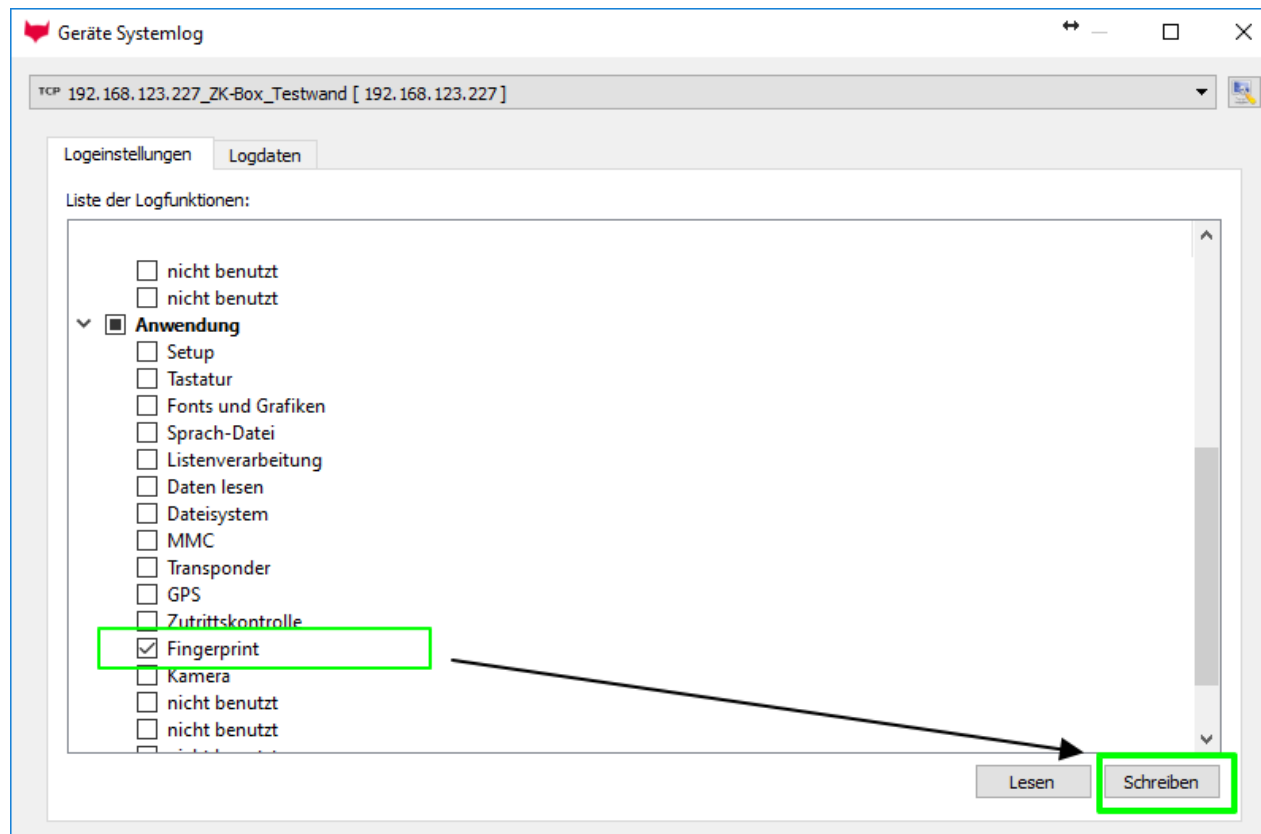 Geräte Systemlog
TCP 192.168.123.227_ZK-Box_Testwand [ 192.168.123.227 ]
Logeinstellungen Logdaten
Liste der Logfunktionen:
nicht benutzt
nicht benutzt
Anwendung
Setup
Tastatur
Fonts und Grafiken
Sprach-Datei
Listenverarbeitung
Daten lesen
Dateisystem
MMC
Transponder
GPS
Zutrittskontrolle
Fingerprint
Kamera
nicht benutzt
nicht benutzt
Lesen Schreiben